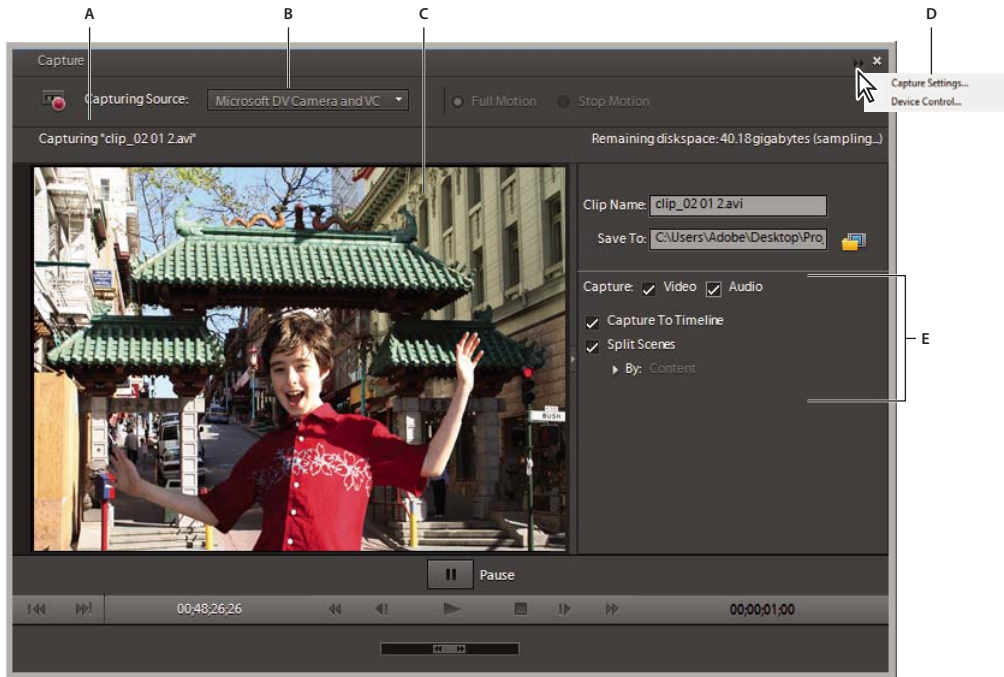 A B C D
Capture
Capture Settings...
Device Control...
Capturing Source: Microsoft DV Camera and VC Full Motion Stop Motion
Capturing "clip_02 01 2.avi" Remaining diskspace: 40.18 gigabytes (sampling...)
Clip Name: clip_02 01 2.avi
Save To: C:\Users\Adobe\Desktop\Pro
Capture: Video Audio
Capture To Timeline
Split Scenes
By: Content
E
BUSH
Pause
00;48;26;26 00;00;01;00